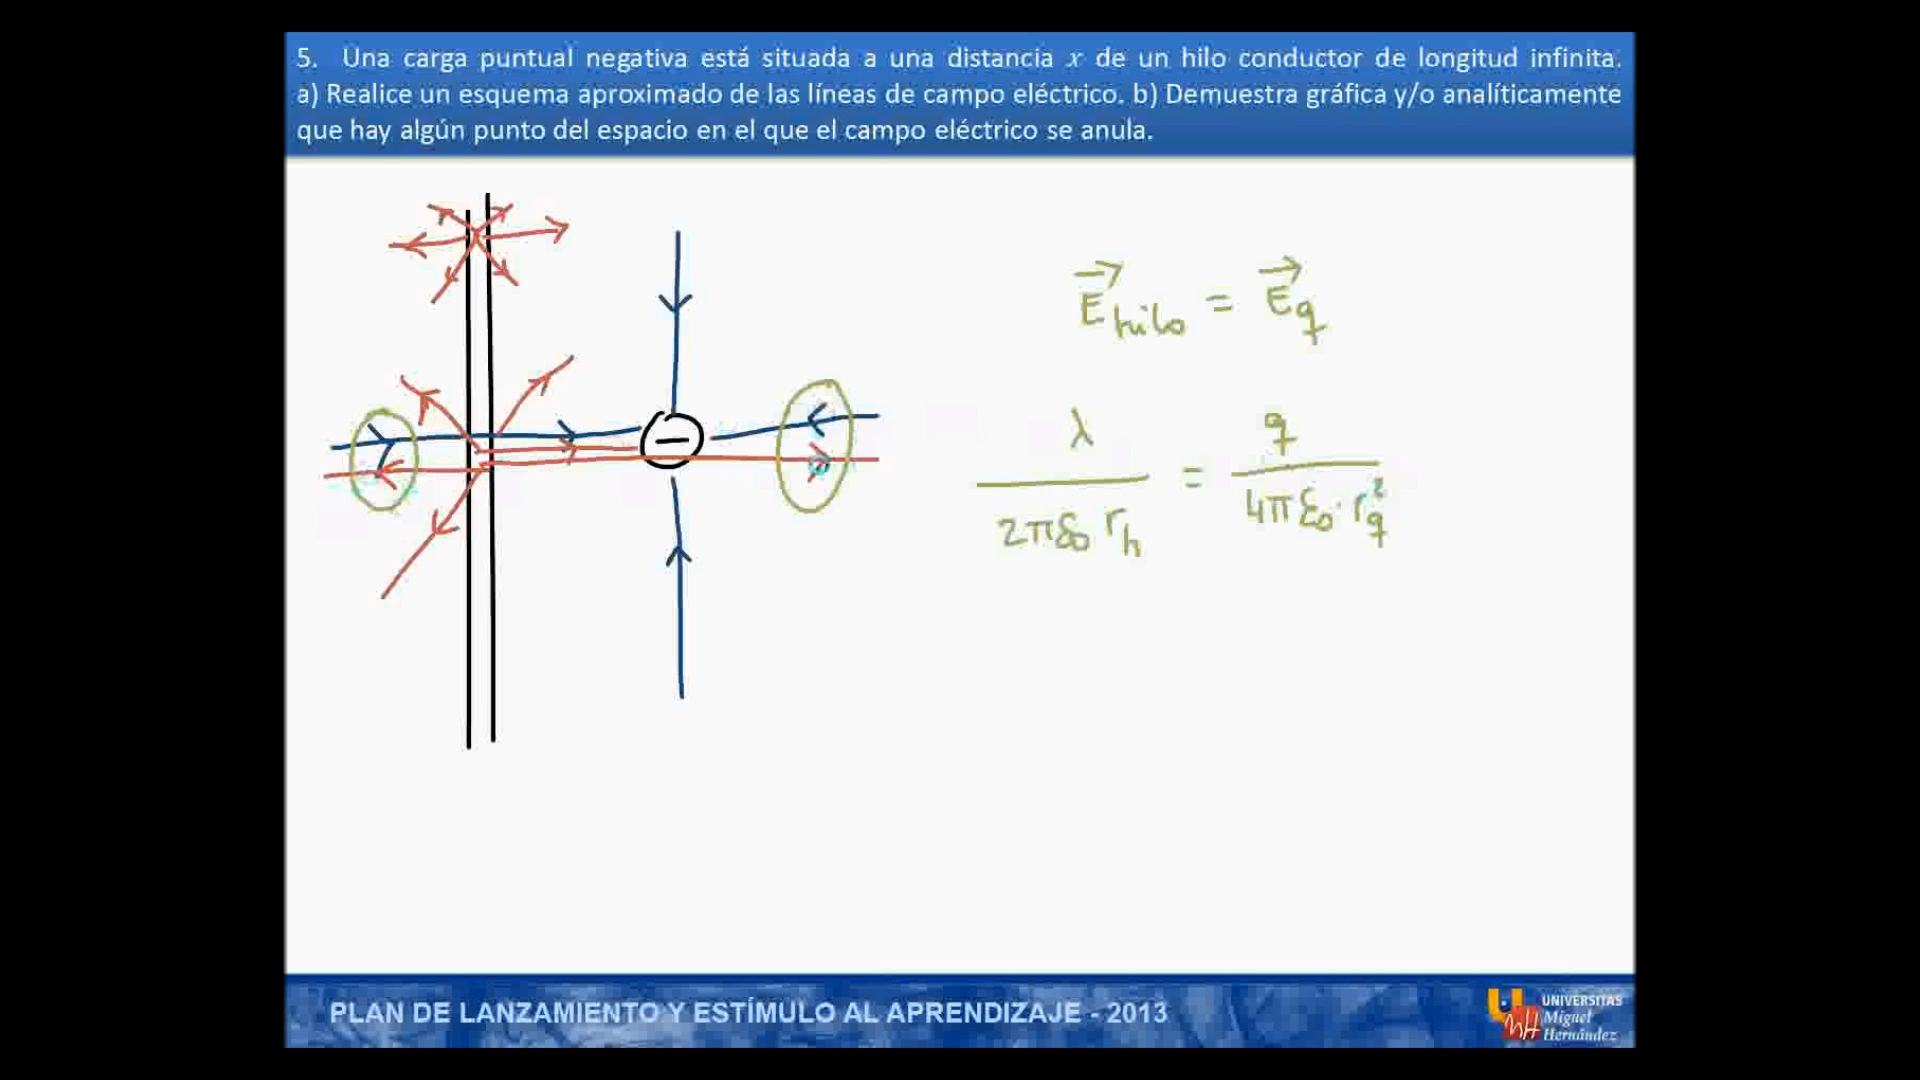 5. Una carga puntual negativa está situada a una distancia x de un hilo conductor de longitud infinita.
a) Realice un esquema aproximado de las líneas de campo eléctrico. b) Demuestra gráfica y/o analíticamente
que hay algún punto del espacio en el que el campo eléctrico se anula.
E⃗hilo = E⃗q
λ / 2πε₀ rₕ = q / 4πε₀·r_q²
−
PLAN DE LANZAMIENTO Y ESTÍMULO AL APRENDIZAJE - 2013
UNIVERSITAS
Miguel
Hernández